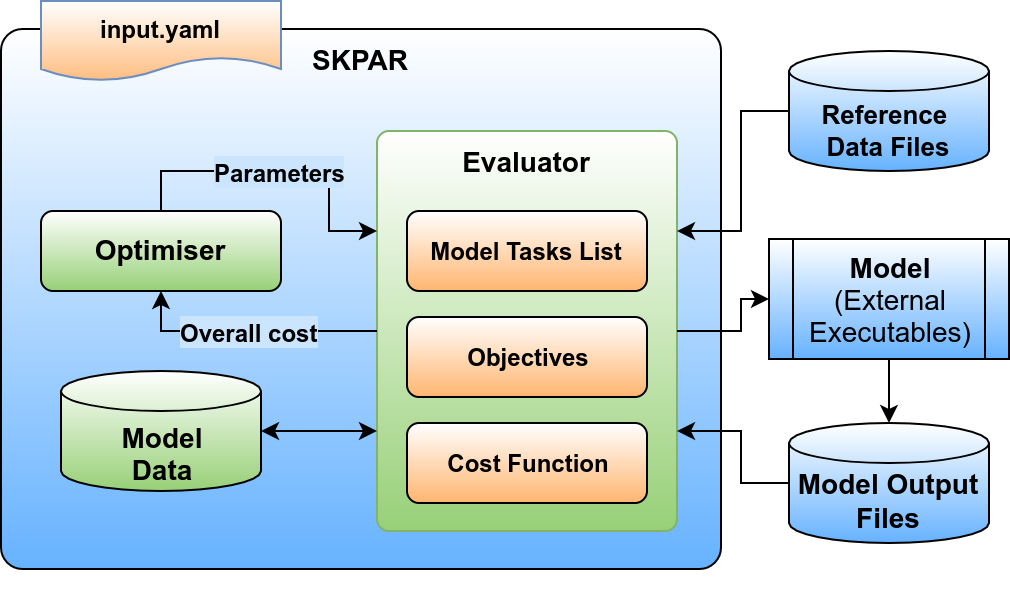 input.yaml
SKPAR
Reference
Data Files
Parameters
Evaluator
Optimiser
Model Tasks List
Model
(External
Executables)
Overall cost
Objectives
Model
Data
Cost Function
Model Output
Files